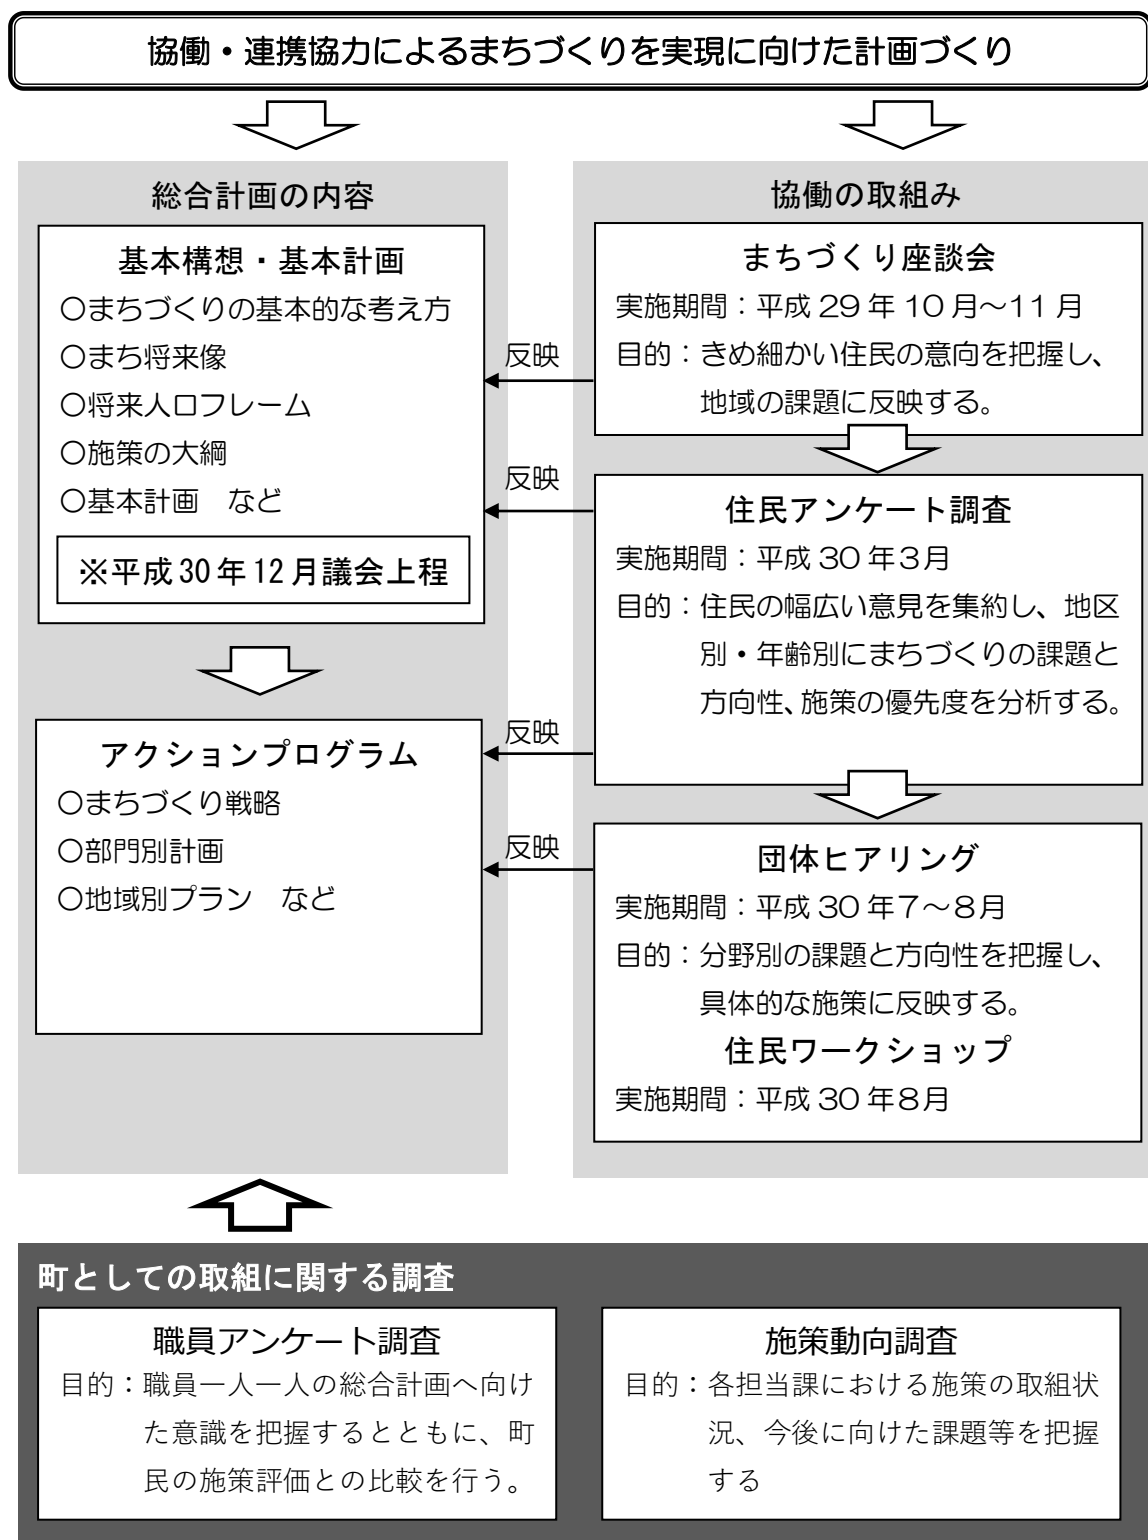 協働・連携協力によるまちづくりを実現に向けた計画づくり
総合計画の内容
基本構想・基本計画
○まちづくりの基本的な考え方
○まち将来像
○将来人口フレーム
○施策の大綱
○基本計画　など
※平成30年12月議会上程
アクションプログラム
○まちづくり戦略
○部門別計画
○地域別プラン　など
反映
反映
反映
反映
協働の取組み
まちづくり座談会
実施期間：平成 29 年 10 月～11 月
目的：きめ細かい住民の意向を把握し、
地域の課題に反映する。
住民アンケート調査
実施期間：平成 30 年３月
目的：住民の幅広い意見を集約し、地区
別・年齢別にまちづくりの課題と
方向性、施策の優先度を分析する。
団体ヒアリング
実施期間：平成 30 年７～８月
目的：分野別の課題と方向性を把握し、
具体的な施策に反映する。
住民ワークショップ
実施期間：平成 30 年８月
町としての取組に関する調査
職員アンケート調査
目的：職員一人一人の総合計画へ向け
た意識を把握するとともに、町
民の施策評価との比較を行う。
施策動向調査
目的：各担当課における施策の取組状
況、今後に向けた課題等を把握
する